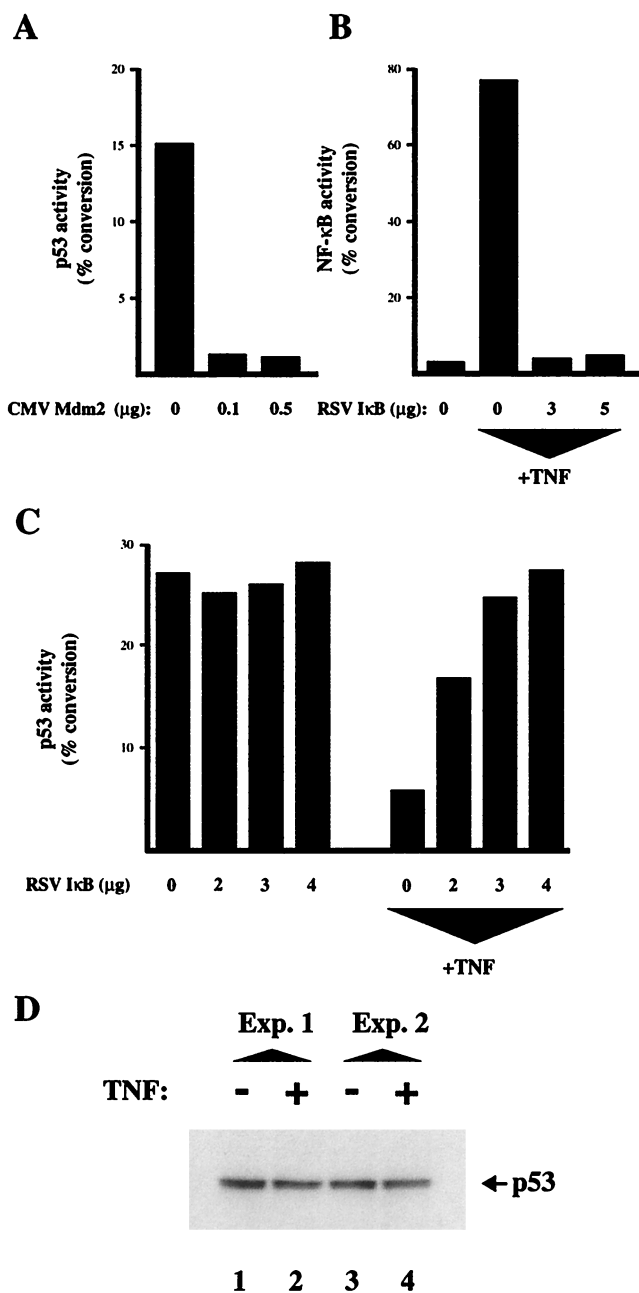 A
p53 activity
(% conversion)
20
15
10
5
CMV Mdm2 (μg): 0 0.1 0.5
B
NF-κB activity
(% conversion)
80
60
40
20
RSV IκB (μg): 0 0 3 5
+TNF
C
p53 activity
(% conversion)
30
20
10
RSV IκB (μg) 0 2 3 4 0 2 3 4
+TNF
D
Exp. 1 Exp. 2
TNF: - + - +
p53
1 2 3 4